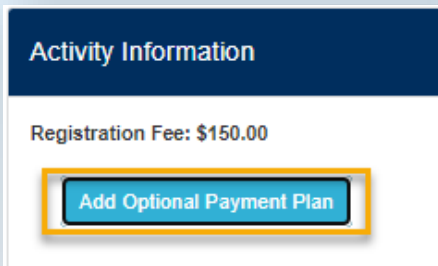 Activity Information
Registration Fee: $150.00
Add Optional Payment Plan